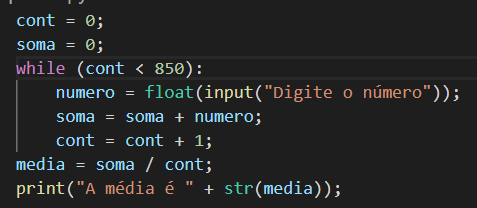 cont = 0;
soma = 0;
while (cont < 850):
    numero = float(input("Digite o número"));
    soma = soma + numero;
    cont = cont + 1;
media = soma / cont;
print("A média é " + str(media));